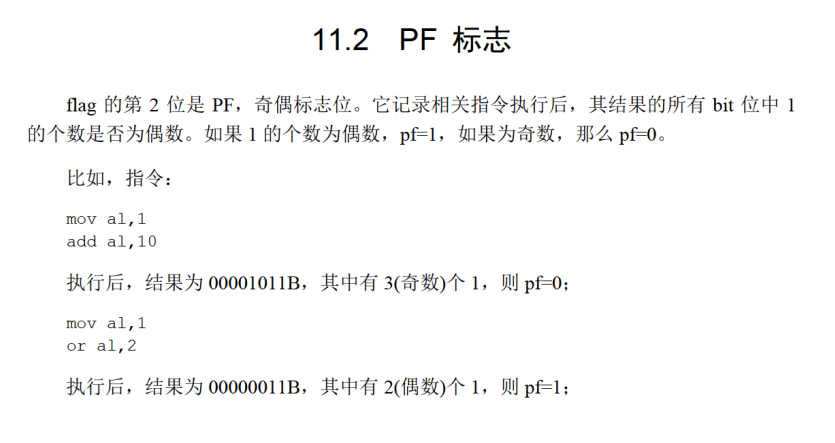 11.2 PF 标志
flag 的第 2 位是 PF，奇偶标志位。它记录相关指令执行后，其结果的所有 bit 位中 1
的个数是否为偶数。如果 1 的个数为偶数，pf=1，如果为奇数，那么 pf=0。
比如，指令：
mov al,1
add al,10
执行后，结果为 00001011B，其中有 3(奇数)个 1，则 pf=0；
mov al,1
or al,2
执行后，结果为 00000011B，其中有 2(偶数)个 1，则 pf=1；